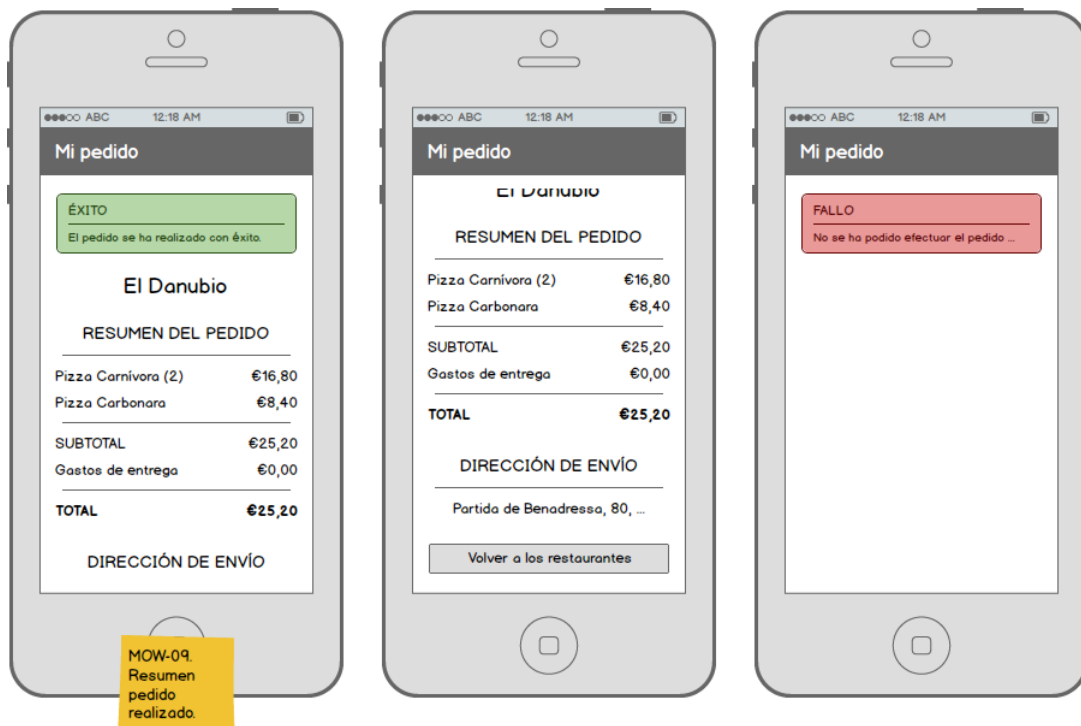 ABC 12:18 AM
Mi pedido
ÉXITO
El pedido se ha realizado con éxito.
El Danubio
RESUMEN DEL PEDIDO
Pizza Carnívora (2) €16,80
Pizza Carbonara €8,40
SUBTOTAL €25,20
Gastos de entrega €0,00
TOTAL €25,20
DIRECCIÓN DE ENVÍO
MOW-09.
Resumen
pedido
realizado.
ABC 12:18 AM
Mi pedido
El Danubio
RESUMEN DEL PEDIDO
Pizza Carnívora (2) €16,80
Pizza Carbonara €8,40
SUBTOTAL €25,20
Gastos de entrega €0,00
TOTAL €25,20
DIRECCIÓN DE ENVÍO
Partida de Benadressa, 80, ...
Volver a los restaurantes
ABC 12:18 AM
Mi pedido
FALLO
No se ha podido efectuar el pedido ...